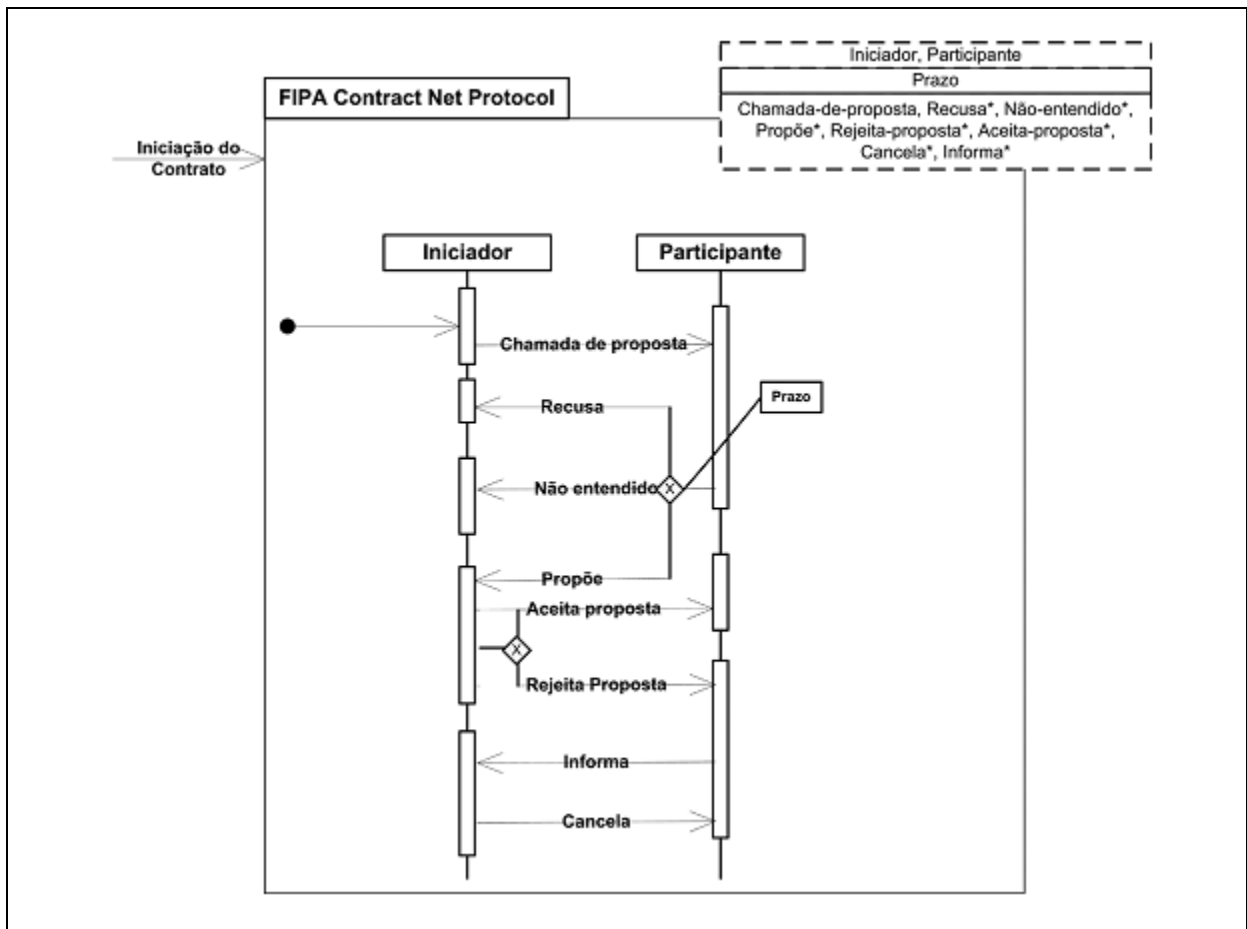 Iniciador, Participante
Prazo
Chamada-de-proposta, Recusa*, Não-entendido*,
Propõe*, Rejeita-proposta*, Aceita-proposta*,
Cancela*, Informa*
FIPA Contract Net Protocol
Iniciação do
Contrato
Iniciador
Participante
Chamada de proposta
Prazo
Recusa
Não entendido
X
Propõe
Aceita proposta
X
Rejeita Proposta
Informa
Cancela